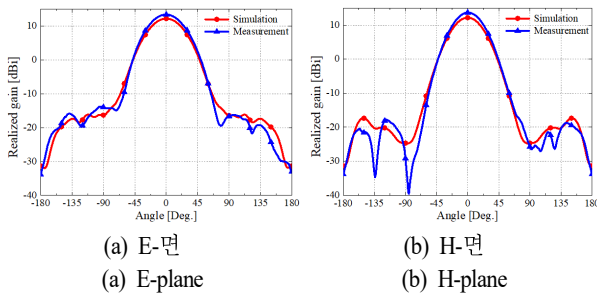 Simulation
Measurement
Realized gain [dBi]
10
0
-10
-20
-30
-40
-180 -135 -90 -45 0 45 90 135 180
Angle [Deg.]
(a) E-면
(a) E-plane
Simulation
Measurement
Realized gain [dBi]
10
0
-10
-20
-30
-40
-180 -135 -90 -45 0 45 90 135 180
Angle [Deg.]
(b) H-면
(b) H-plane